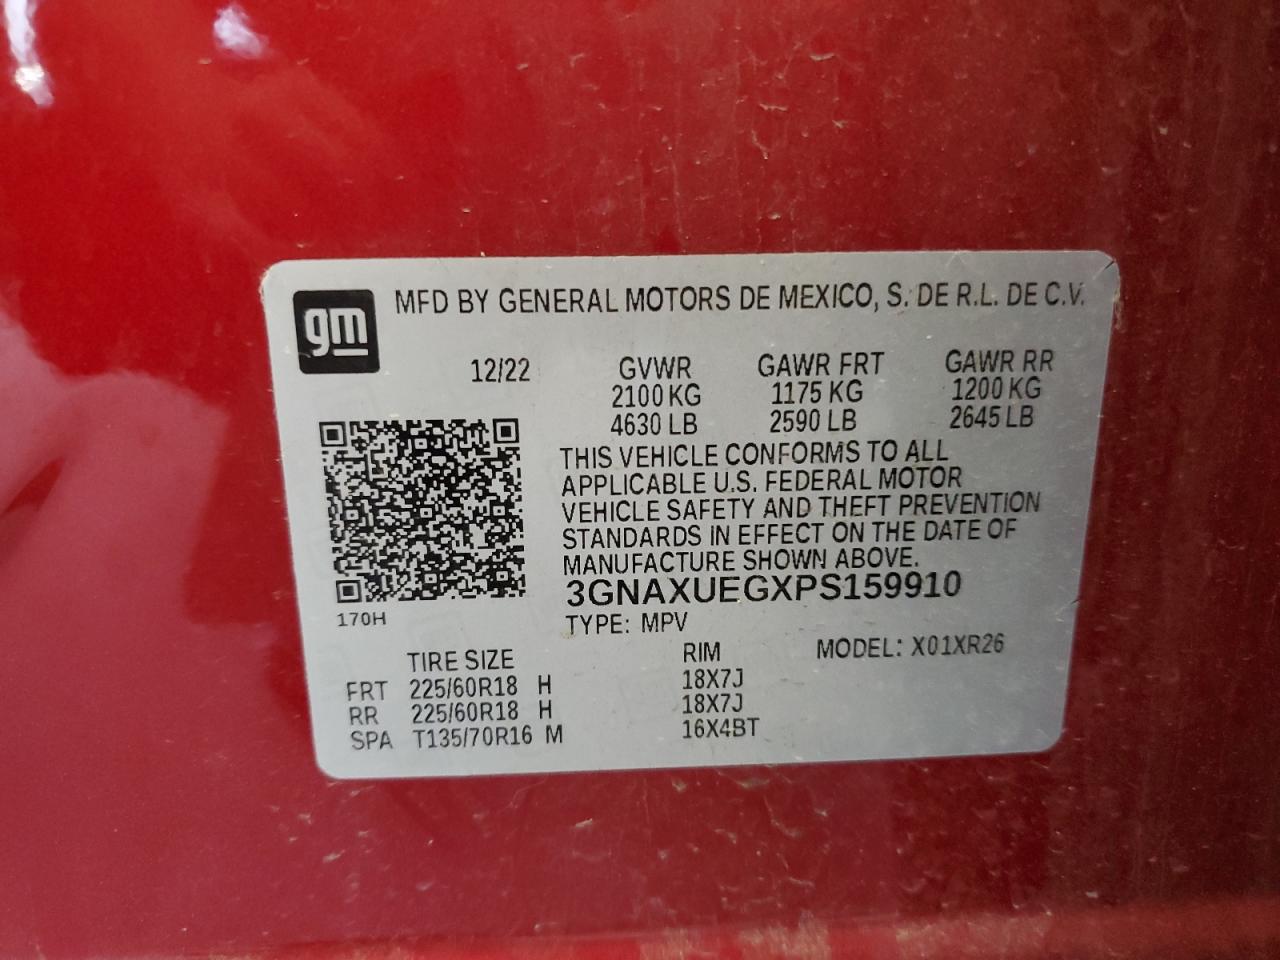 gm
MFD BY GENERAL MOTORS DE MEXICO, S. DE R.L. DE C.V.
12/22 GVWR GAWR FRT GAWR RR
2100 KG 1175 KG 1200 KG
4630 LB 2590 LB 2645 LB
THIS VEHICLE CONFORMS TO ALL
APPLICABLE U.S. FEDERAL MOTOR
VEHICLE SAFETY AND THEFT PREVENTION
STANDARDS IN EFFECT ON THE DATE OF
MANUFACTURE SHOWN ABOVE.
3GNAXUEGXPS159910
170H
TYPE: MPV
TIRE SIZE RIM MODEL: X01XR26
FRT 225/60R18 H 18X7J
RR 225/60R18 H 18X7J
SPA T135/70R16 M 16X4BT